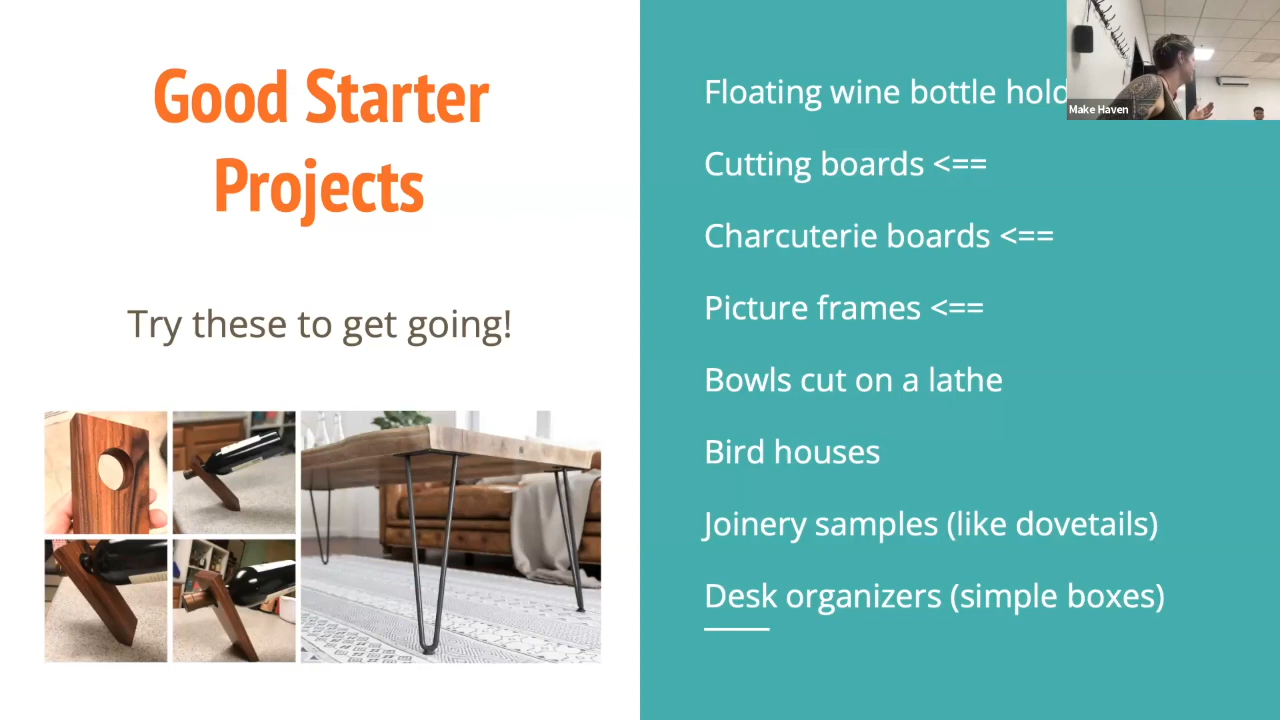 Good Starter
Projects
Try these to get going!
Floating wine bottle hold
Cutting boards <==
Charcuterie boards <==
Picture frames <==
Bowls cut on a lathe
Bird houses
Joinery samples (like dovetails)
Desk organizers (simple boxes)
Make Haven